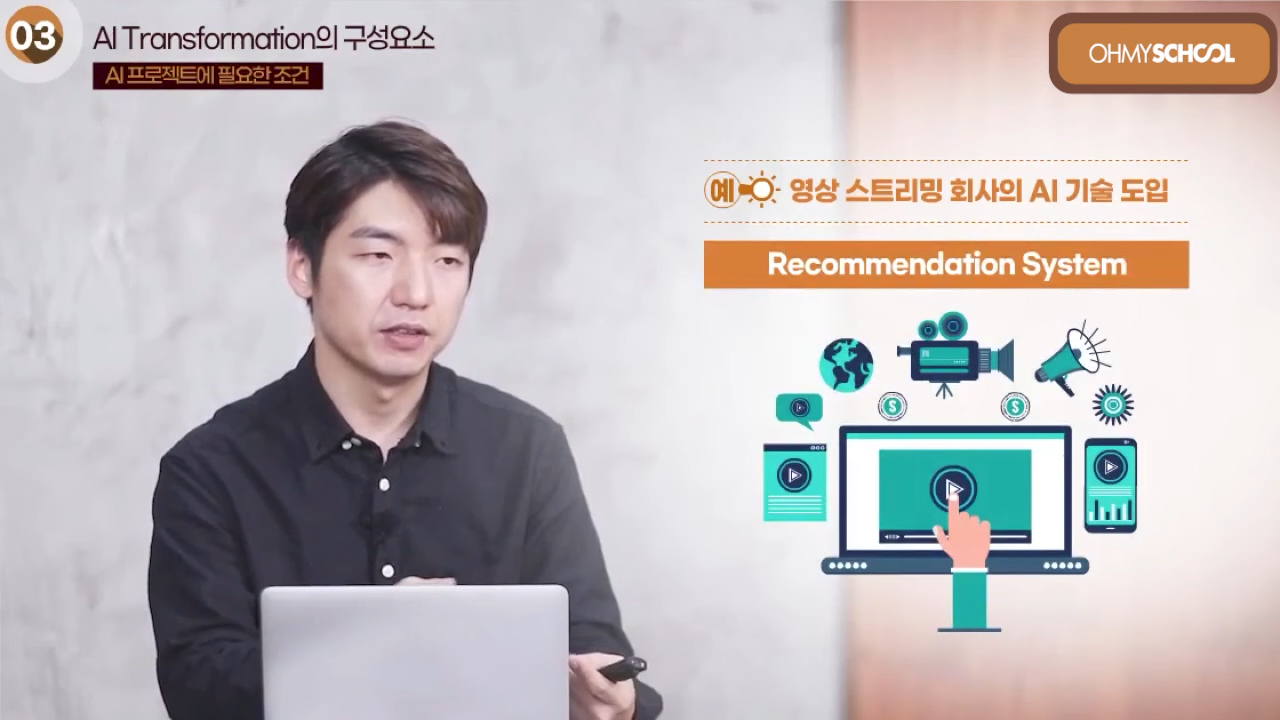 03
AI Transformation의 구성요소
AI 프로젝트에 필요한 조건
OHMYSCHOOL
예 영상 스트리밍 회사의 AI 기술 도입
Recommendation System
$ $